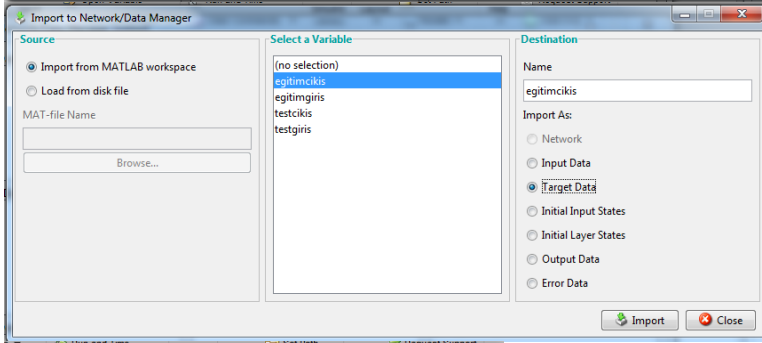 Import to Network/Data Manager
Source
Import from MATLAB workspace
Load from disk file
MAT-file Name
Browse...
Select a Variable
(no selection)
egitimcikis
egitimgiris
testcikis
testgiris
Destination
Name
egitimcikis
Import As:
Network
Input Data
Target Data
Initial Input States
Initial Layer States
Output Data
Error Data
Import
Close